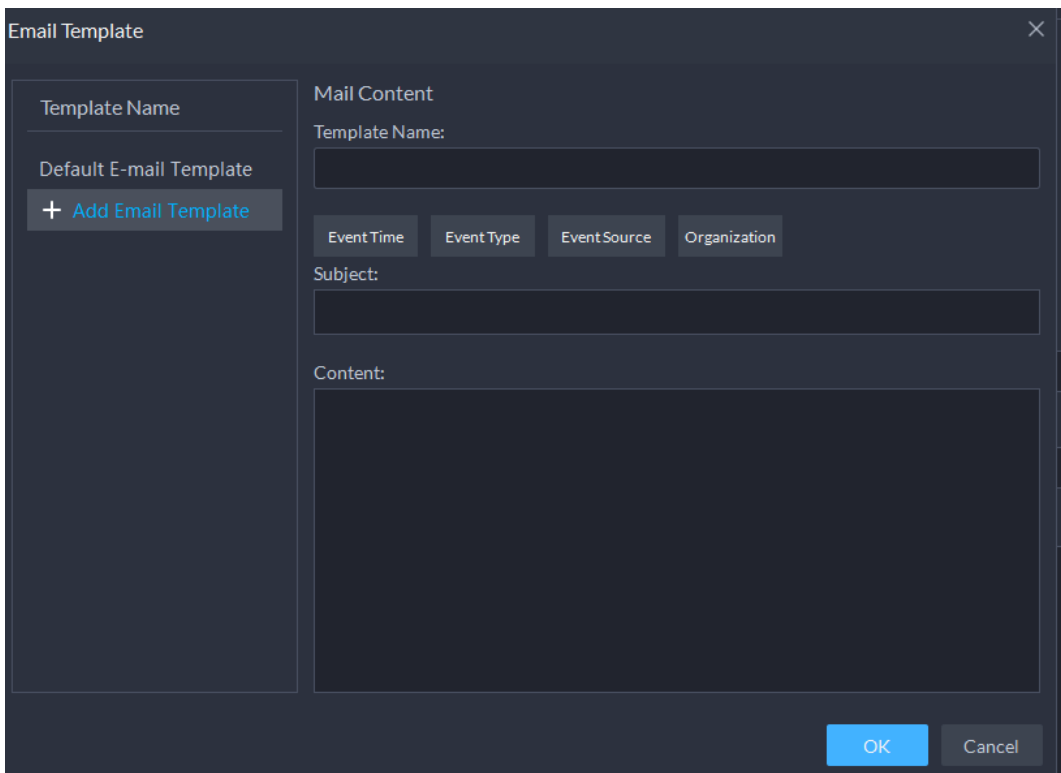 Email Template
Template Name
Default E-mail Template
Add Email Template
Mail Content
Template Name:
Event Time
Event Type
Event Source
Organization
Subject:
Content:
OK
Cancel